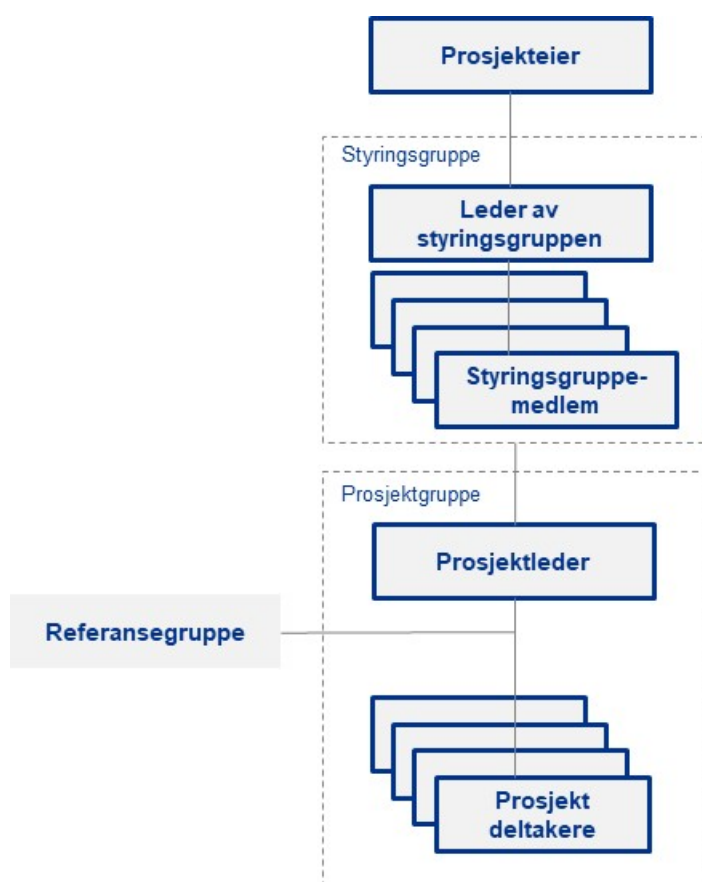 Prosjekteier
Styringsgruppe
Leder av
styringsgruppen
Styringsgruppe-
medlem
Prosjektgruppe
Prosjektleder
Referansegruppe
Prosjekt
deltakere